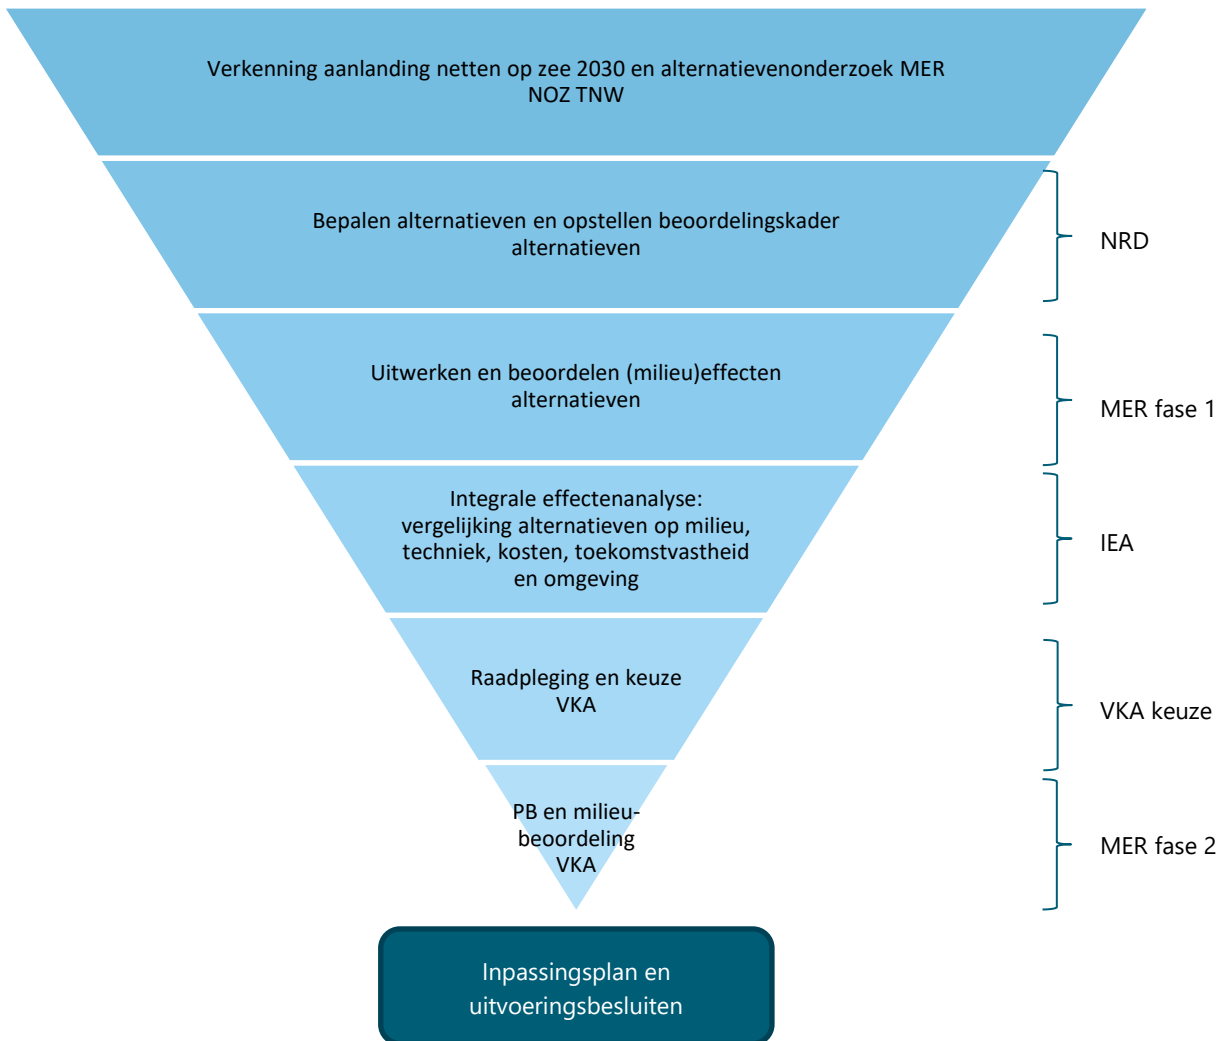 Verkenning aanlanding netten op zee 2030 en alternatievenonderzoek MER
NOZ TNW
Bepalen alternatieven en opstellen beoordelingskader
alternatieven
NRD
Uitwerken en beoordelen (milieu)effecten
alternatieven
MER fase 1
Integrale effectenanalyse:
vergelijking alternatieven op milieu,
techniek, kosten, toekomstvastheid
en omgeving
IEA
Raadpleging en keuze
VKA
VKA keuze
PB en milieu-
beoordeling
VKA
MER fase 2
Inpassingsplan en
uitvoeringsbesluiten